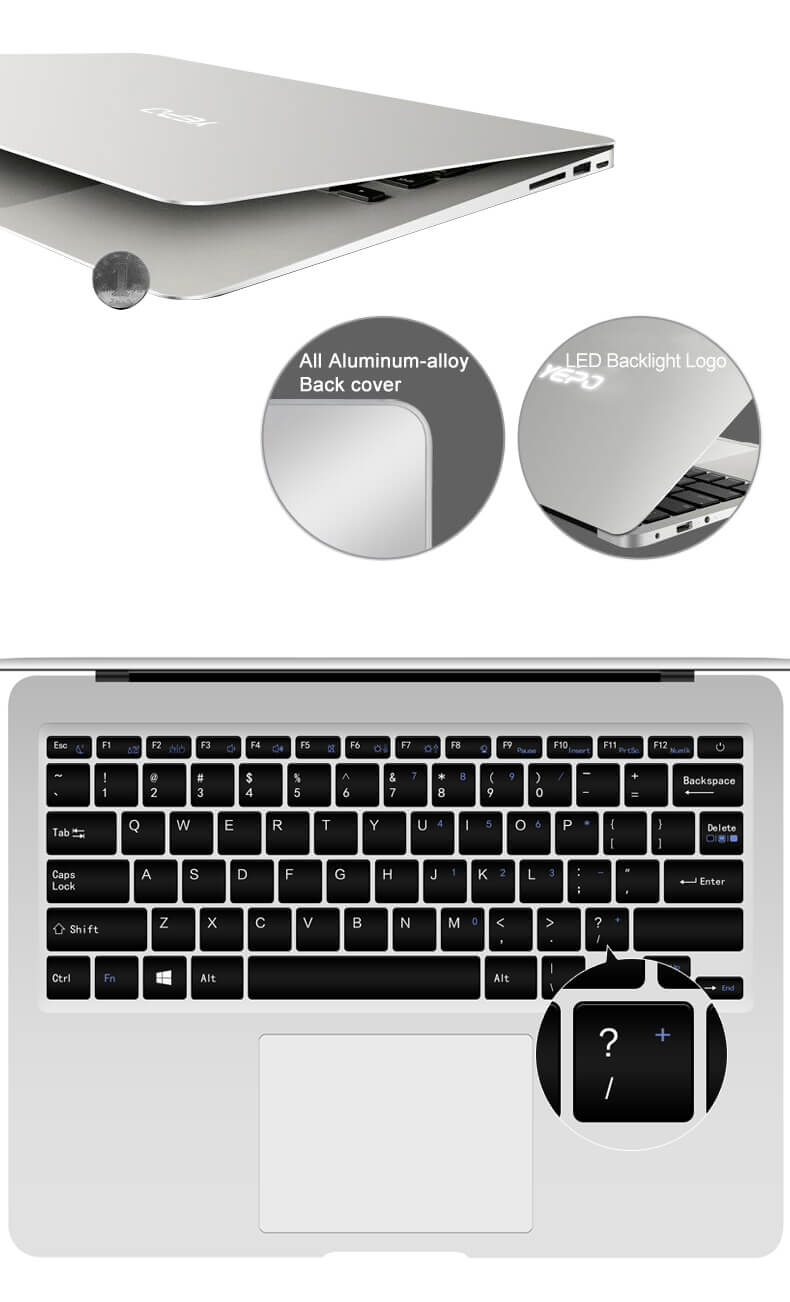 YEPO
1
All Aluminum-alloy
Back cover
LED Backlight Logo
YEPO
Esc F1 F2 F3 F4 F5 F6 F7 F8 F9 Pause F10 Insert F11 PrtSc F12 Numlk
~ ! @ # $ % ^ & 7 * 8 ( 9 ) / _ + Backspace
` 1 2 3 4 5 6 7 8 9 0 - =
Tab Q W E R T Y U 4 I 5 O 6 P * { } Delete
[ ]
Caps A S D F G H J 1 K 2 L 3 : - " Enter
Lock ; ,
Shift Z X C V B N M 0 < > ? +
, . /
Ctrl Fn Alt Alt |
\ End
? +
/